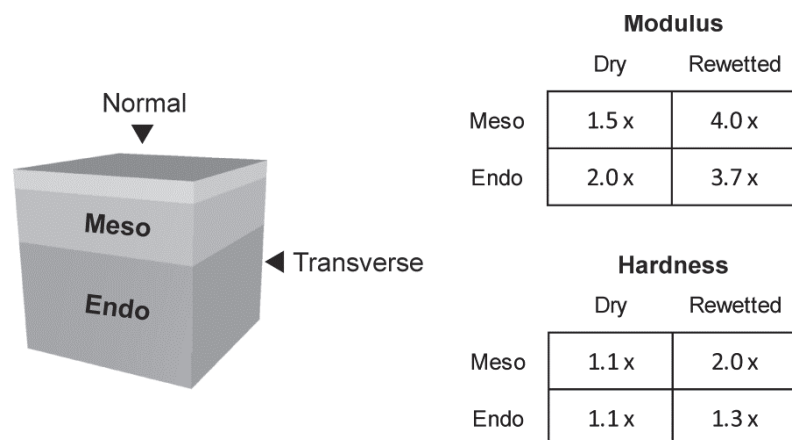 Normal
Meso
Endo
Transverse
Modulus
Dry Rewetted
Meso 1.5 x 4.0 x
Endo 2.0 x 3.7 x
Hardness
Dry Rewetted
Meso 1.1 x 2.0 x
Endo 1.1 x 1.3 x